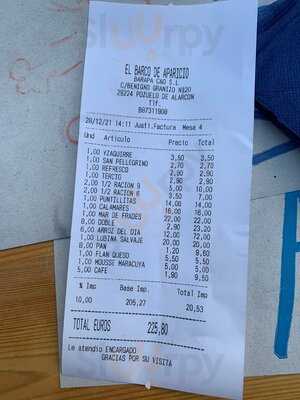 EL BARCO DE APARICIO
BARAPA C&O S.L
C/BENIGNO GRANIZO Nº20
28224 POZUELO DE ALARCON
Tlf:
B87311908
28/12/21 14:11 Justi.Factura Mesa 4
Und Artículo Precio Total
1,00 YZAGUIRRE 3,50 3,50
1,00 SAN PELLEGRINO 2,70 2,70
1,00 REFRESCO 2,90 2,90
1,00 TERCIO 2,90 2,90
2,00 1/2 RACION 9 5,00 10,00
2,00 1/2 RACION 6 3,50 7,00
1,00 PUNTILLITAS 14,00 14,00
1,00 CALAMARES 16,00 16,00
1,00 MAR DE FRADES 22,00 22,00
8,00 DOBLE 2,90 23,20
6,00 ARROZ DEL DIA 12,00 72,00
1,00 LUBINA SALVAJE 20,00 20,00
8,00 PAN 1,20 9,60
1,00 FLAN QUESO 5,50 5,50
1,00 MOUSSE MARACUYA 5,50 5,50
5,00 CAFE 1,90 9,50
% Imp Base Imp. Total Imp
10,00 205,27 20,53
TOTAL EUROS 225,80
Le atendio ENCARGADO
GRACIAS POR SU VISITA